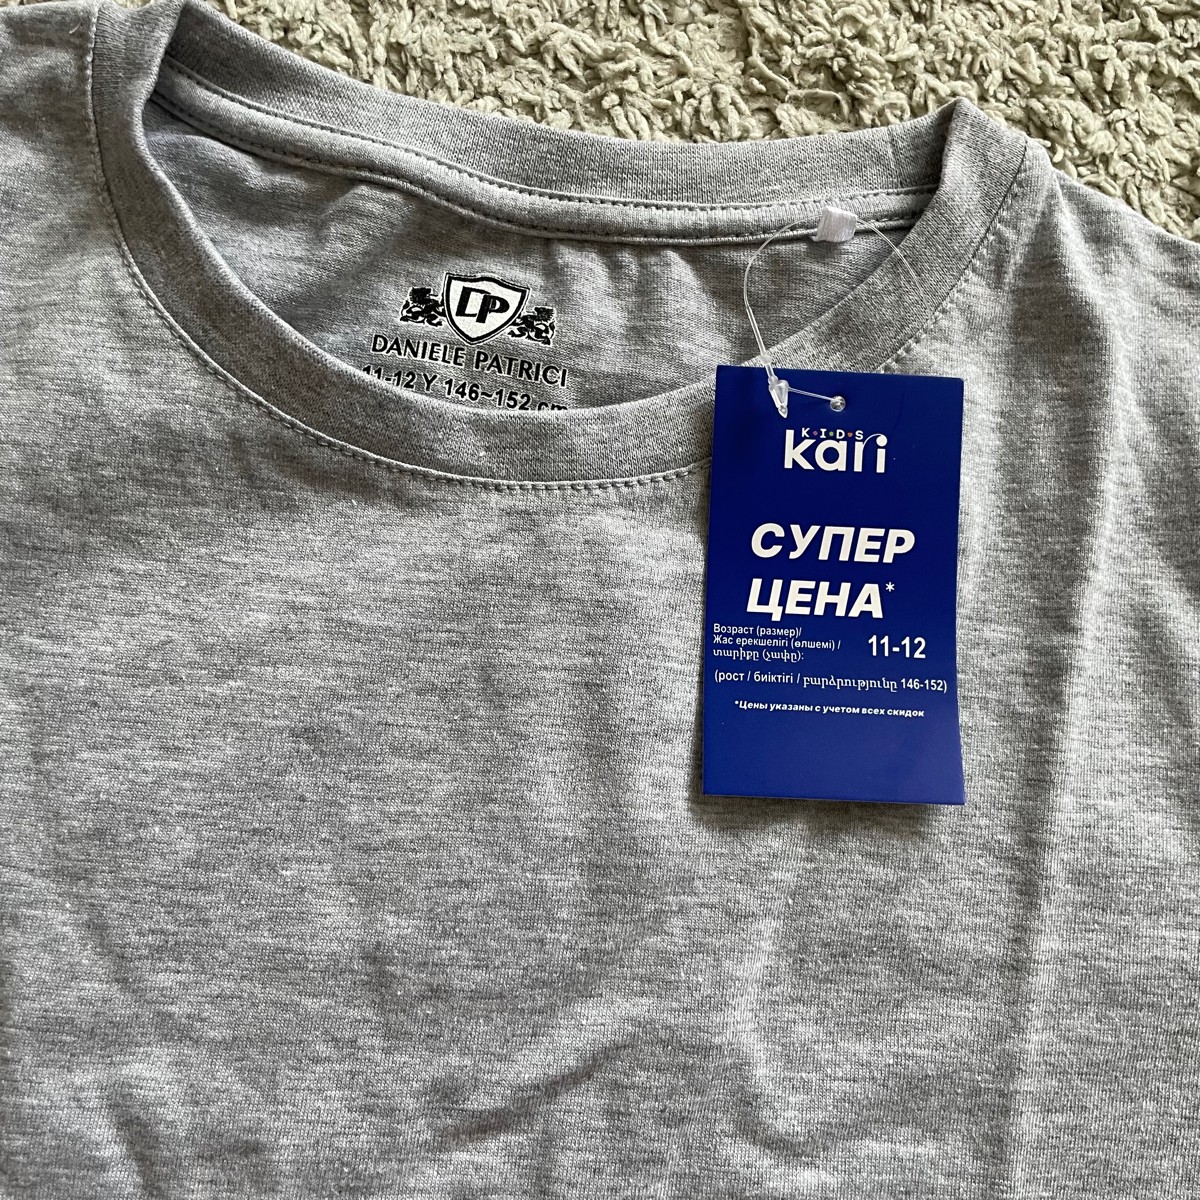 DP
DANIELE PATRICI
11-12 Y 146~152 cm
KIDS
kari
СУПЕР
ЦЕНА*
Возраст (размер)/
Жас ерекшелігі (өлшемі) /
տարիքը (չափը):
11-12
(рост / биіктігі / բարձրությունը 146-152)
*Цены указаны с учетом всех скидок